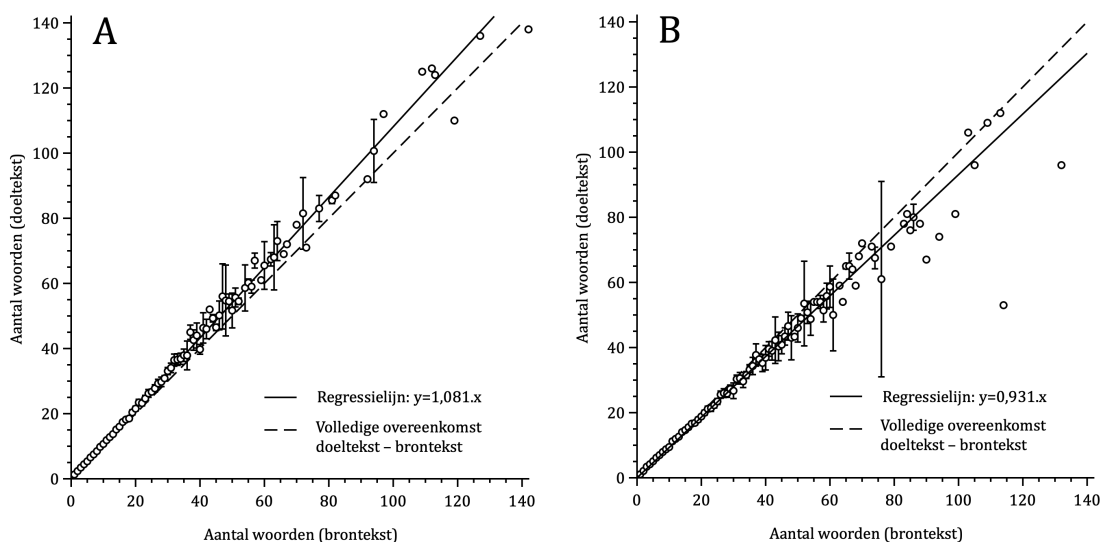 A
140
120
100
80
60
40
20
0
Aantal woorden (doeltekst)
Regressielijn: y=1,081.x
Volledige overeenkomst
doeltekst – brontekst
0 20 40 60 80 100 120 140
Aantal woorden (brontekst)
B
140
120
100
80
60
40
20
0
Aantal woorden (doeltekst)
Regressielijn: y=0,931.x
Volledige overeenkomst
doeltekst – brontekst
0 20 40 60 80 100 120 140
Aantal woorden (brontekst)